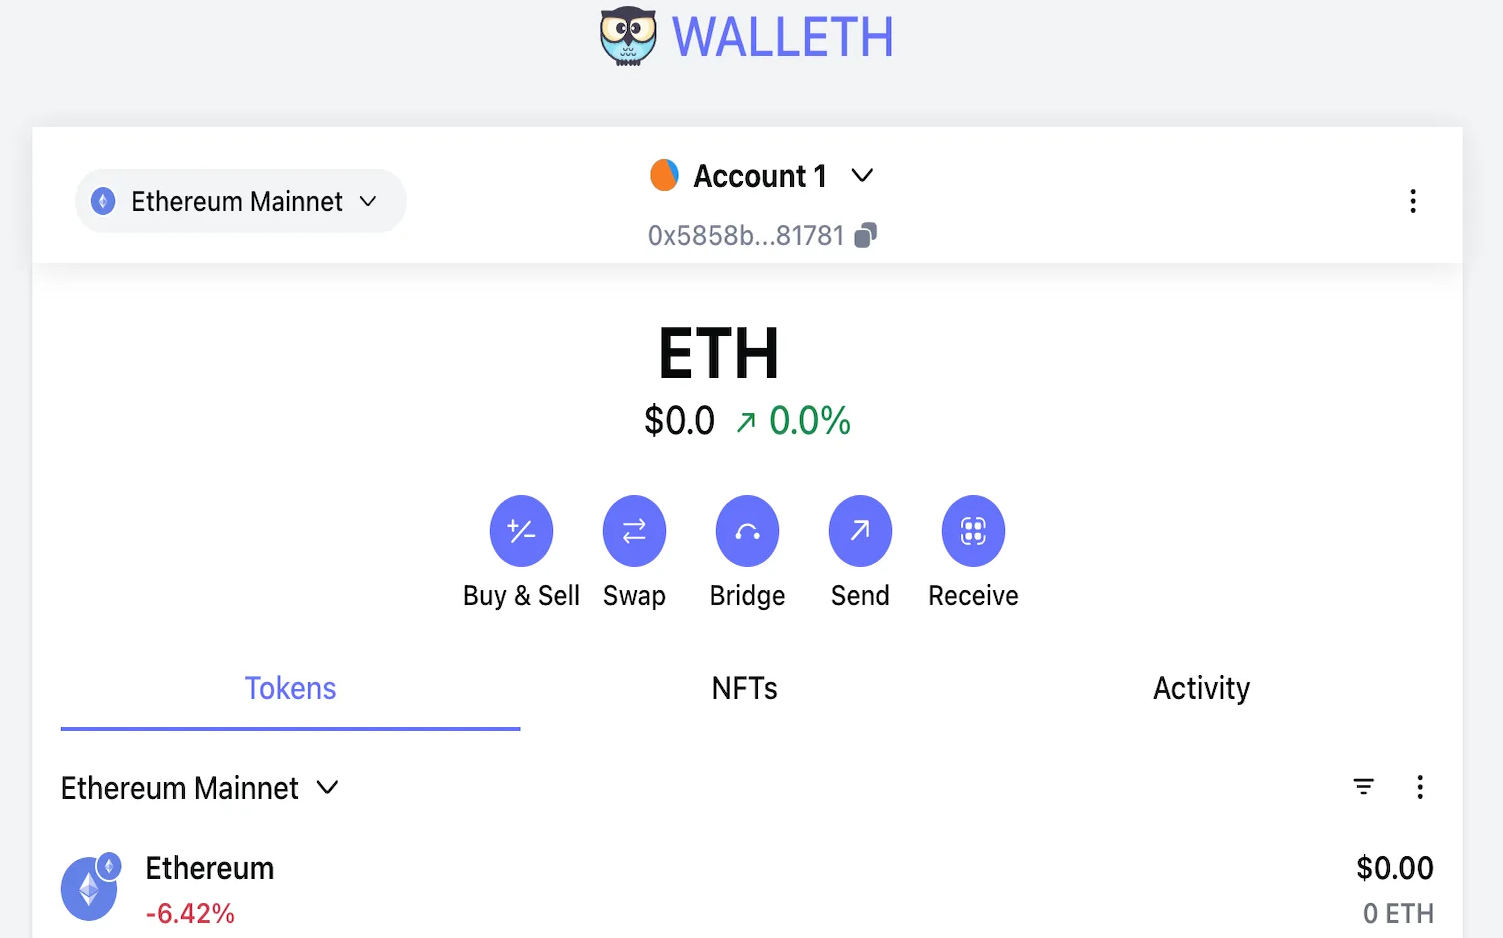 WALLETH
Ethereum Mainnet
Account 1
0x5858b...81781
ETH
$0.0 0.0%
Buy & Sell Swap Bridge Send Receive
Tokens NFTs Activity
Ethereum Mainnet
Ethereum $0.00
-6.42% 0 ETH